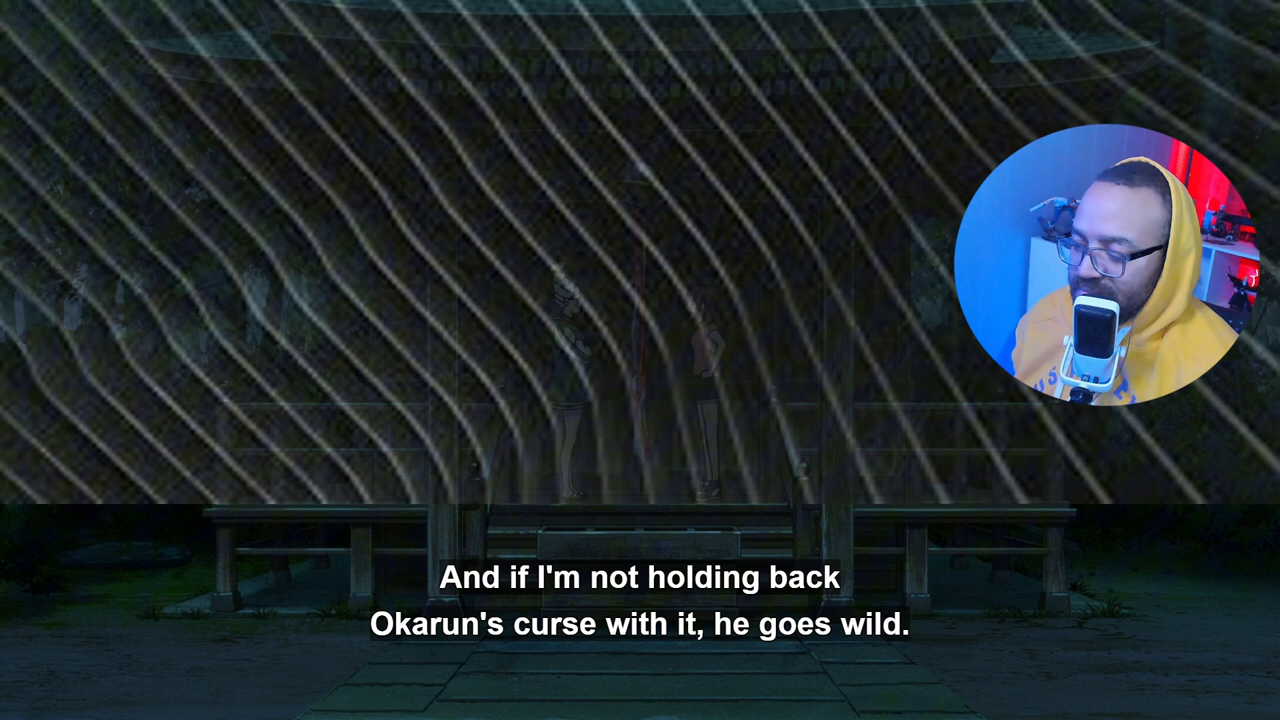 And if I'm not holding back
Okarun's curse with it, he goes wild.